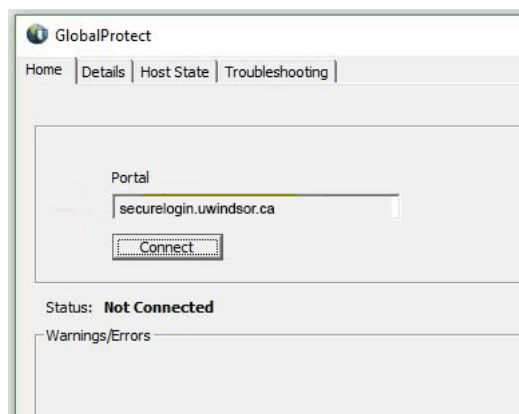 GlobalProtect
Home Details Host State Troubleshooting
Portal
securelogin.uwindsor.ca
Connect
Status: Not Connected
Warnings/Errors